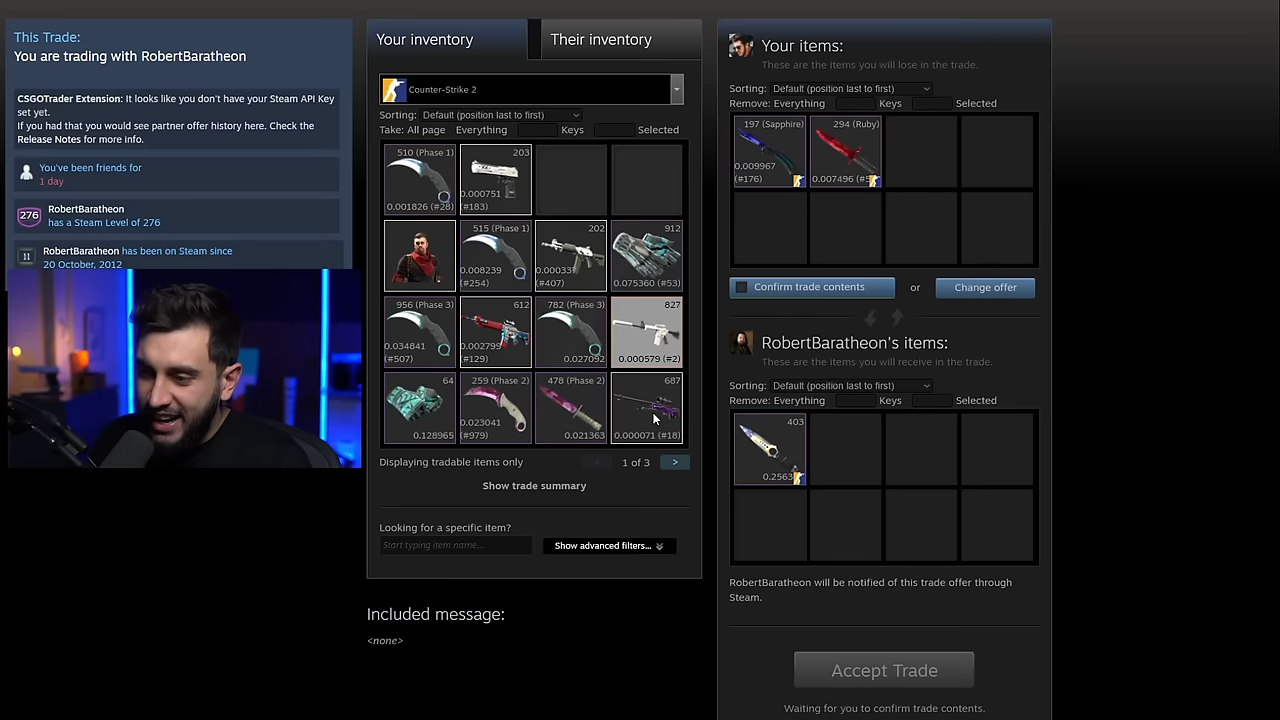 This Trade:
You are trading with RobertBaratheon
CSGOTrader Extension: It looks like you don't have your Steam API Key
set yet.
If you had that you would see partner offer history here. Check the
Release Notes for more info.
You've been friends for
1 day
276
RobertBaratheon
has a Steam Level of 276
11
RobertBaratheon has been on Steam since
20 October, 2012
Your inventory
Their inventory
Counter-Strike 2
Sorting: Default (position last to first)
Take: All page Everything Keys Selected
510 (Phase 1)
0.001826 (#28)
203
0.000751
(#183)
515 (Phase 1)
0.008239
(#254)
202
(#407)
912
0.075360 (#53)
956 (Phase 3)
0.034841
(#507)
612
0.002799
(#129)
782 (Phase 3)
0.027092
827
0.000579 (#2)
64
0.128965
259 (Phase 2)
0.023041
(#979)
478 (Phase 2)
0.021363
687
0.000071 (#18)
Displaying tradable items only
1 of 3
>
Show trade summary
Looking for a specific item?
Start typing item name...
Show advanced filters...
Included message:
<none>
Your items:
These are the items you will lose in the trade.
Sorting: Default (position last to first)
Remove: Everything Keys Selected
197 (Sapphire)
0.009967
(#176)
294 (Ruby)
0.007496
Confirm trade contents
or
Change offer
RobertBaratheon's items:
These are the items you will receive in the trade.
Sorting: Default (position last to first)
Remove: Everything Keys Selected
403
0.2563
RobertBaratheon will be notified of this trade offer through
Steam.
Accept Trade
Waiting for you to confirm trade contents.